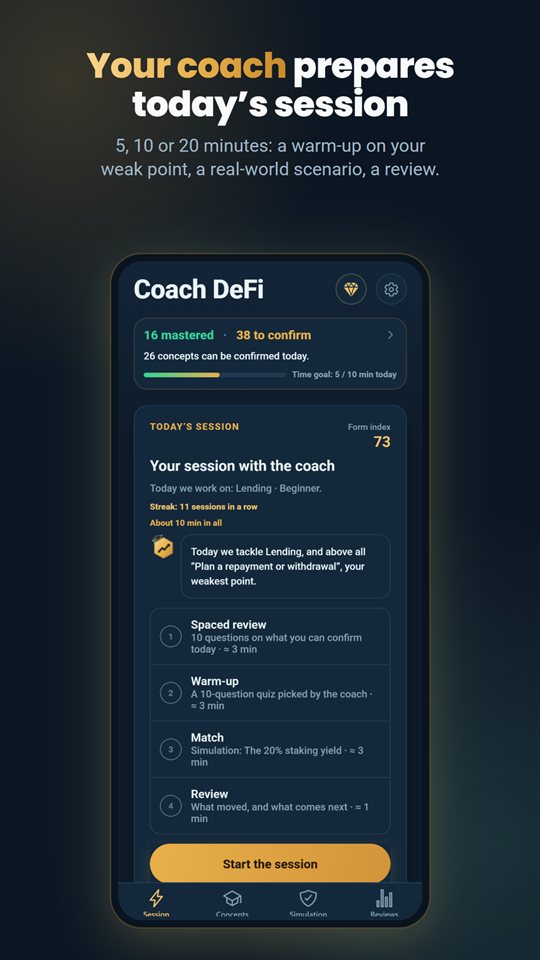 Your coach prepares
today’s session
5, 10 or 20 minutes: a warm-up on your
weak point, a real-world scenario, a review.
Coach DeFi
16 mastered · 38 to confirm
26 concepts can be confirmed today.
Time goal: 5 / 10 min today
TODAY’S SESSION
Form index
73
Your session with the coach
Today we work on: Lending · Beginner.
Streak: 11 sessions in a row
About 10 min in all
Today we tackle Lending, and above all
“Plan a repayment or withdrawal”, your
weakest point.
1
Spaced review
10 questions on what you can confirm
today · ≈ 3 min
2
Warm-up
A 10-question quiz picked by the coach ·
≈ 3 min
3
Match
Simulation: The 20% staking yield · ≈ 3
min
4
Review
What moved, and what comes next · ≈ 1
min
Start the session
Session
Concepts
Simulation
Reviews